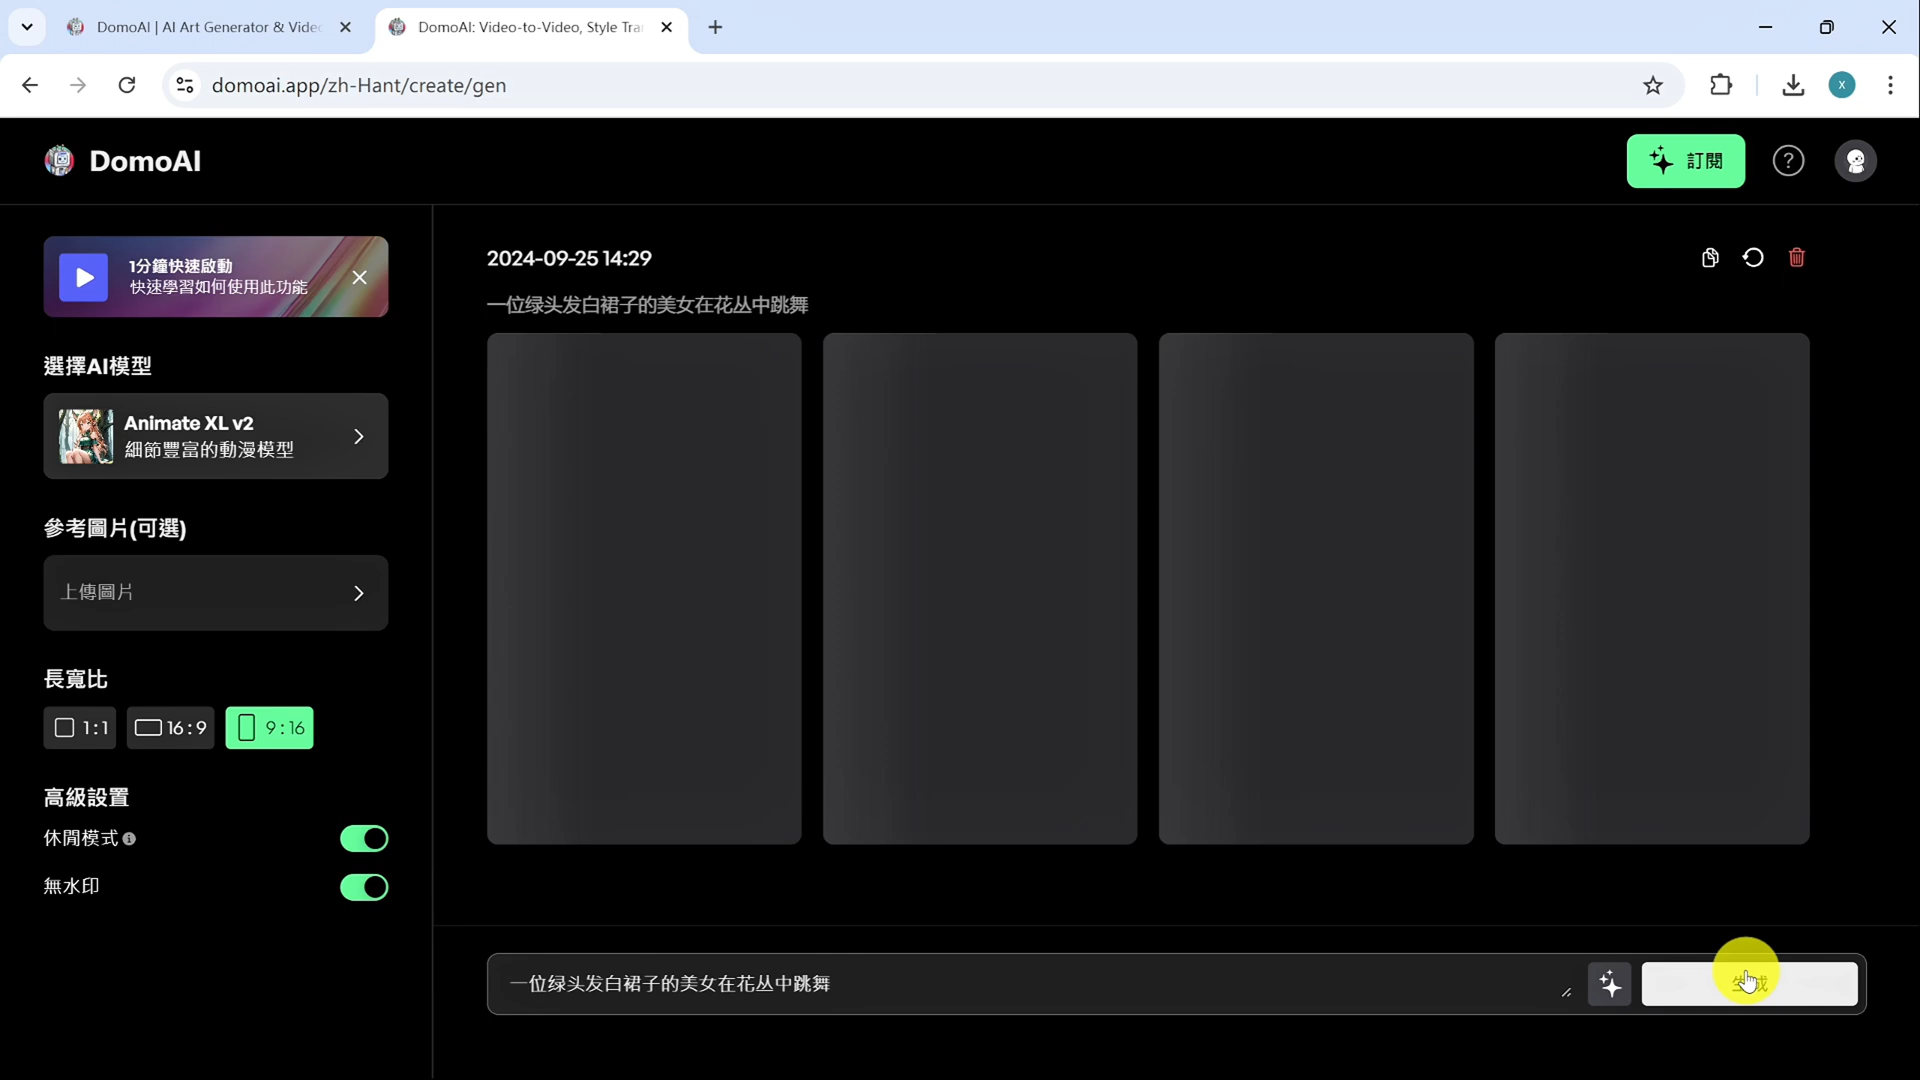 DomoAI | AI Art Generator & Video
DomoAI: Video-to-Video, Style Tra
domoai.app/zh-Hant/create/gen
X
DomoAI
訂閱
1分鐘快速啟動
快速學習如何使用此功能
2024-09-25 14:29
一位绿头发白裙子的美女在花丛中跳舞
選擇AI模型
Animate XL v2
細節豐富的動漫模型
參考圖片(可選)
上傳圖片
長寬比
1:1
16:9
9:16
高級設置
休閒模式
無水印
一位绿头发白裙子的美女在花丛中跳舞
生成